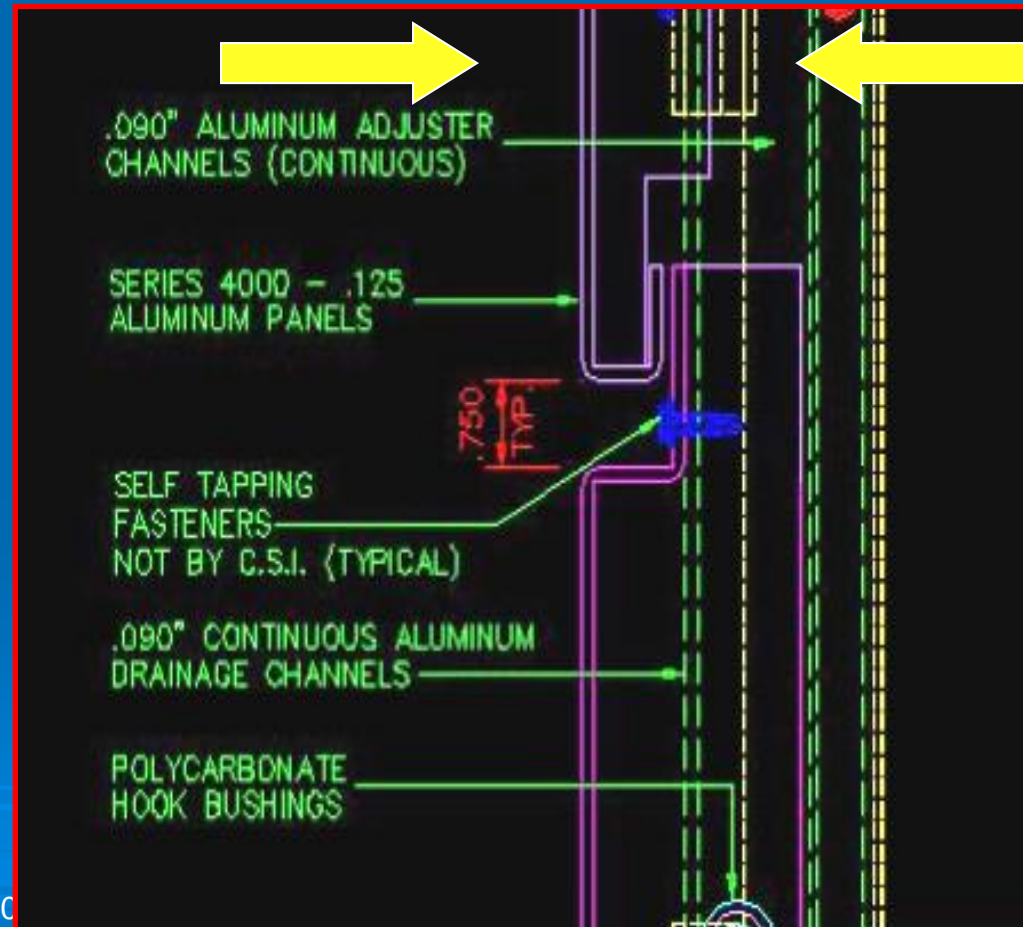 .090" ALUMINUM ADJUSTER
CHANNELS (CONTINUOUS)
SERIES 4000 - .125
ALUMINUM PANELS
.750
TYP.
SELF TAPPING
FASTENERS
NOT BY C.S.I. (TYPICAL)
.090" CONTINUOUS ALUMINUM
DRAINAGE CHANNELS
POLYCARBONATE
HOOK BUSHINGS